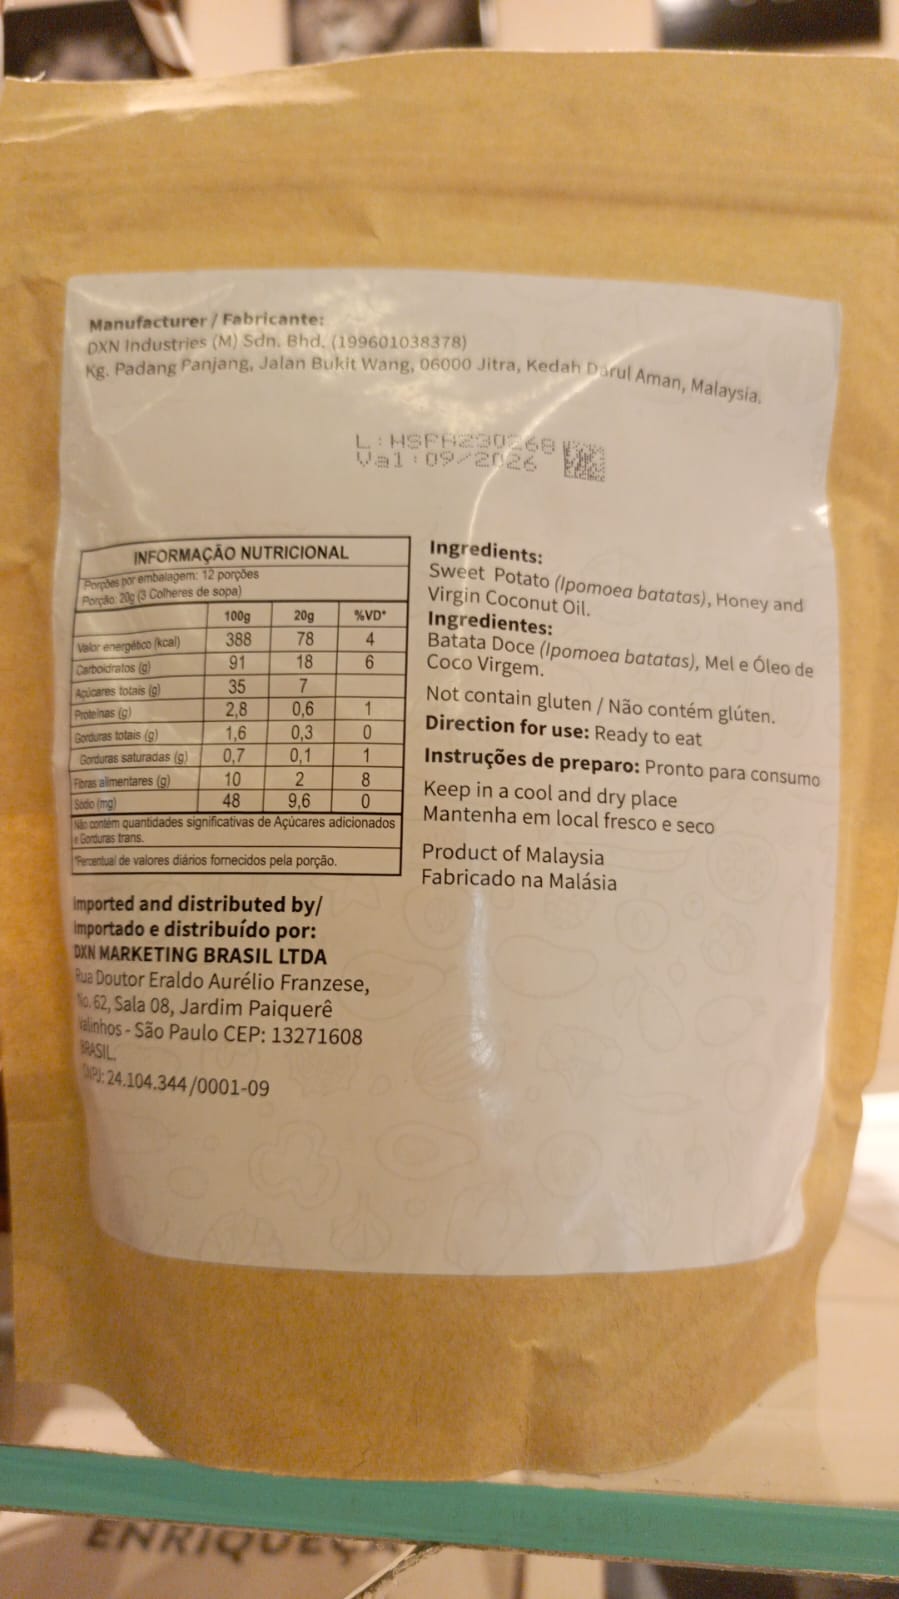 Manufacturer / Fabricante:
DXN Industries (M) Sdn. Bhd. (199601038378)
Kg. Padang Panjang, Jalan Bukit Wang, 06000 Jitra, Kedah Darul Aman, Malaysia.
L:HSPA230268
Val:09/2026
INFORMAÇÃO NUTRICIONAL
Porções por embalagem: 12 porções
Porção: 20g (3 Colheres de sopa)
100g 20g %VD*
Valor energético (kcal) 388 78 4
Carboidratos (g) 91 18 6
Açúcares totais (g) 35 7
Proteínas (g) 2,8 0,6 1
Gorduras totais (g) 1,6 0,3 0
Gorduras saturadas (g) 0,7 0,1 1
Fibras alimentares (g) 10 2 8
Sódio (mg) 48 9,6 0
Não contém quantidades significativas de Açúcares adicionados
e Gorduras trans.
*Percentual de valores diários fornecidos pela porção.
Imported and distributed by/
Importado e distribuído por:
DXN MARKETING BRASIL LTDA
Rua Doutor Eraldo Aurélio Franzese,
No. 62, Sala 08, Jardim Paiquerê
Valinhos - São Paulo CEP: 13271608
BRASIL.
CNPJ: 24.104.344/0001-09
Ingredients:
Sweet Potato (Ipomoea batatas), Honey and
Virgin Coconut Oil.
Ingredientes:
Batata Doce (Ipomoea batatas), Mel e Óleo de
Coco Virgem.
Not contain gluten / Não contém glúten.
Direction for use: Ready to eat
Instruções de preparo: Pronto para consumo
Keep in a cool and dry place
Mantenha em local fresco e seco
Product of Malaysia
Fabricado na Malásia